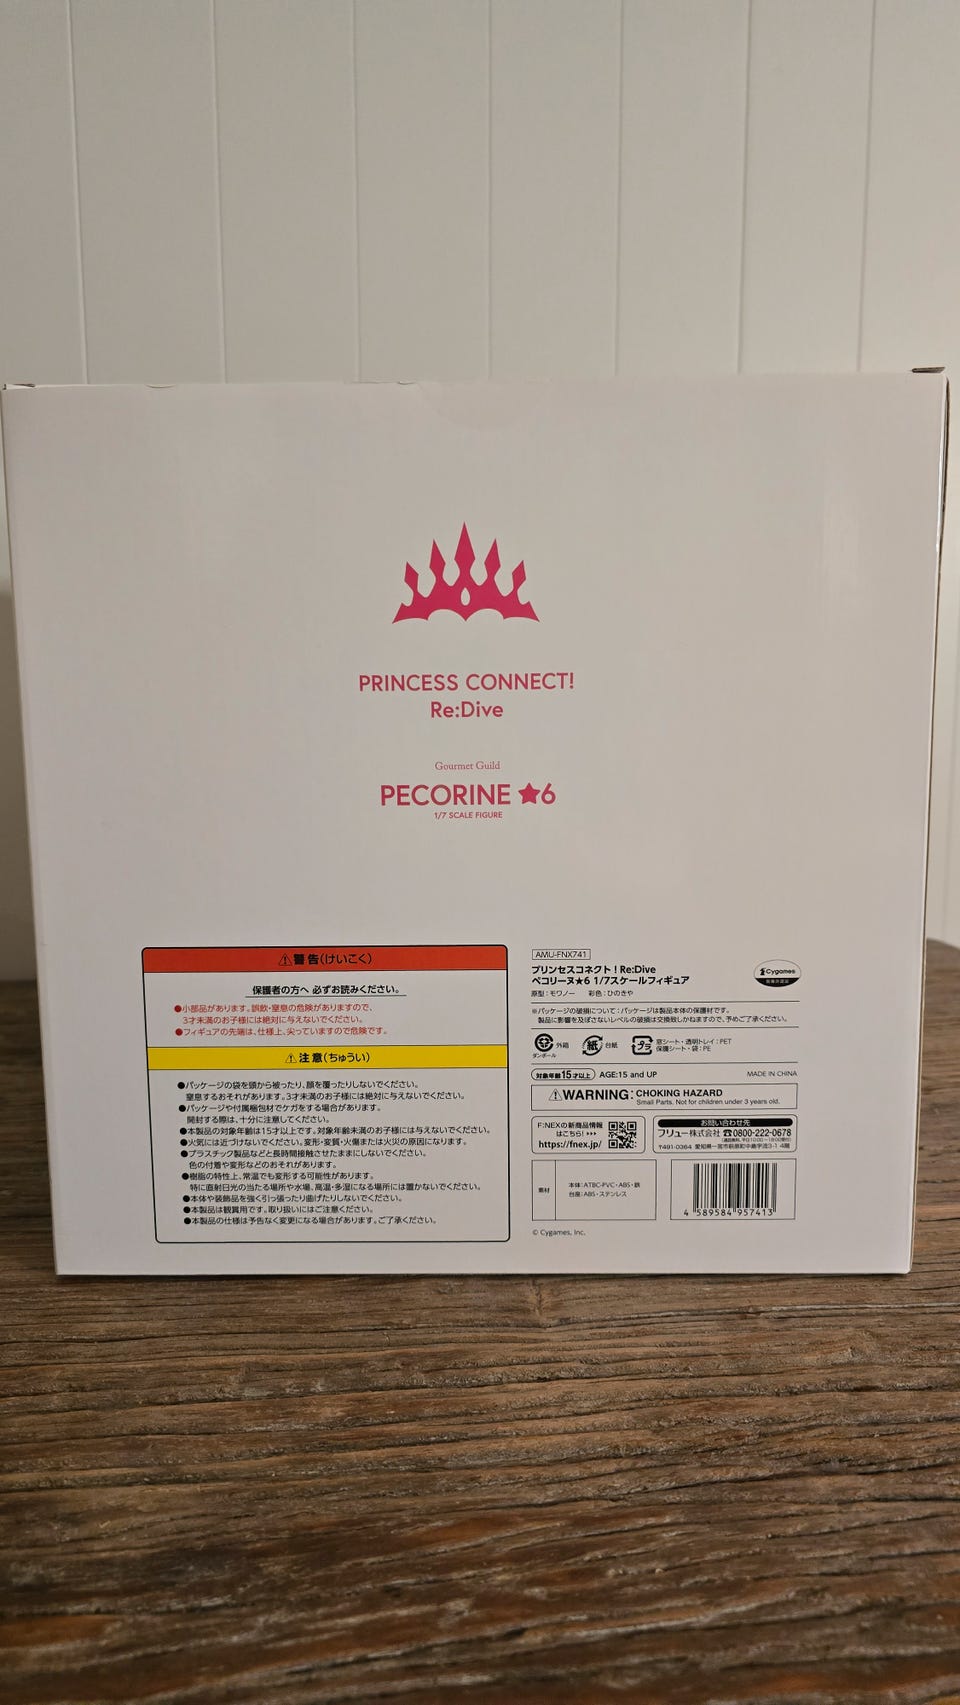 PRINCESS CONNECT!
Re:Dive
Gourmet Guild
PECORINE ★6
1/7 SCALE FIGURE
⚠警告(けいこく)
保護者の方へ 必ずお読みください。
●小部品があります。誤飲・窒息の危険がありますので、
3才未満のお子様には絶対に与えないでください。
●フィギュアの先端は、仕様上、尖っていますので危険です。
⚠注意(ちゅうい)
●パッケージの袋を頭から被ったり、顔を覆ったりしないでください。
窒息するおそれがあります。3才未満のお子様には絶対に与えないでください。
●パッケージや付属梱包材でケガをする場合があります。
開封する際は、十分に注意してください。
●本製品の対象年齢は15才以上です。対象年齢未満のお子様には与えないでください。
●火気には近づけないでください。変形・変質・火傷または火災の原因になります。
●プラスチック製品などと長時間接触させたままにしないでください。
色の付着や変形などのおそれがあります。
●樹脂の特性上、常温でも変形する可能性があります。
特に直射日光の当たる場所や水場、高温・多湿になる場所には置かないでください。
●本体や装飾品を強く引っ張ったり曲げたりしないでください。
●本製品は観賞用です。取り扱いにはご注意ください。
●本製品の仕様は予告なく変更になる場合があります。ご了承ください。
AMU-FNX741
プリンセスコネクト！Re:Dive
ペコリーヌ★6 1/7スケールフィギュア
原型：モワノー 彩色：ひのきや
Cygames
※パッケージの破損について：パッケージは製品本体の保護材です。
製品に影響を及ぼさないレベルの破損は交換致しかねますので、予めご了承ください。
ダンボール 外箱
紙 台紙
プラ 窓シート・透明トレイ：PET
保護シート・袋：PE
対象年齢15才以上 AGE:15 and UP
MADE IN CHINA
⚠WARNING: CHOKING HAZARD
Small Parts. Not for children under 3 years old.
F:NEXの新商品情報
はこちら!
https://fnex.jp/
お問い合わせ先
フリュー株式会社 ☎0800-222-0678
〒491-0364 愛知県一宮市萩原町中島字流3-1 4階
素材
本体：ATBC-PVC・ABS・鉄
台座：ABS・ステンレス
4 589584 957413
© Cygames, Inc.